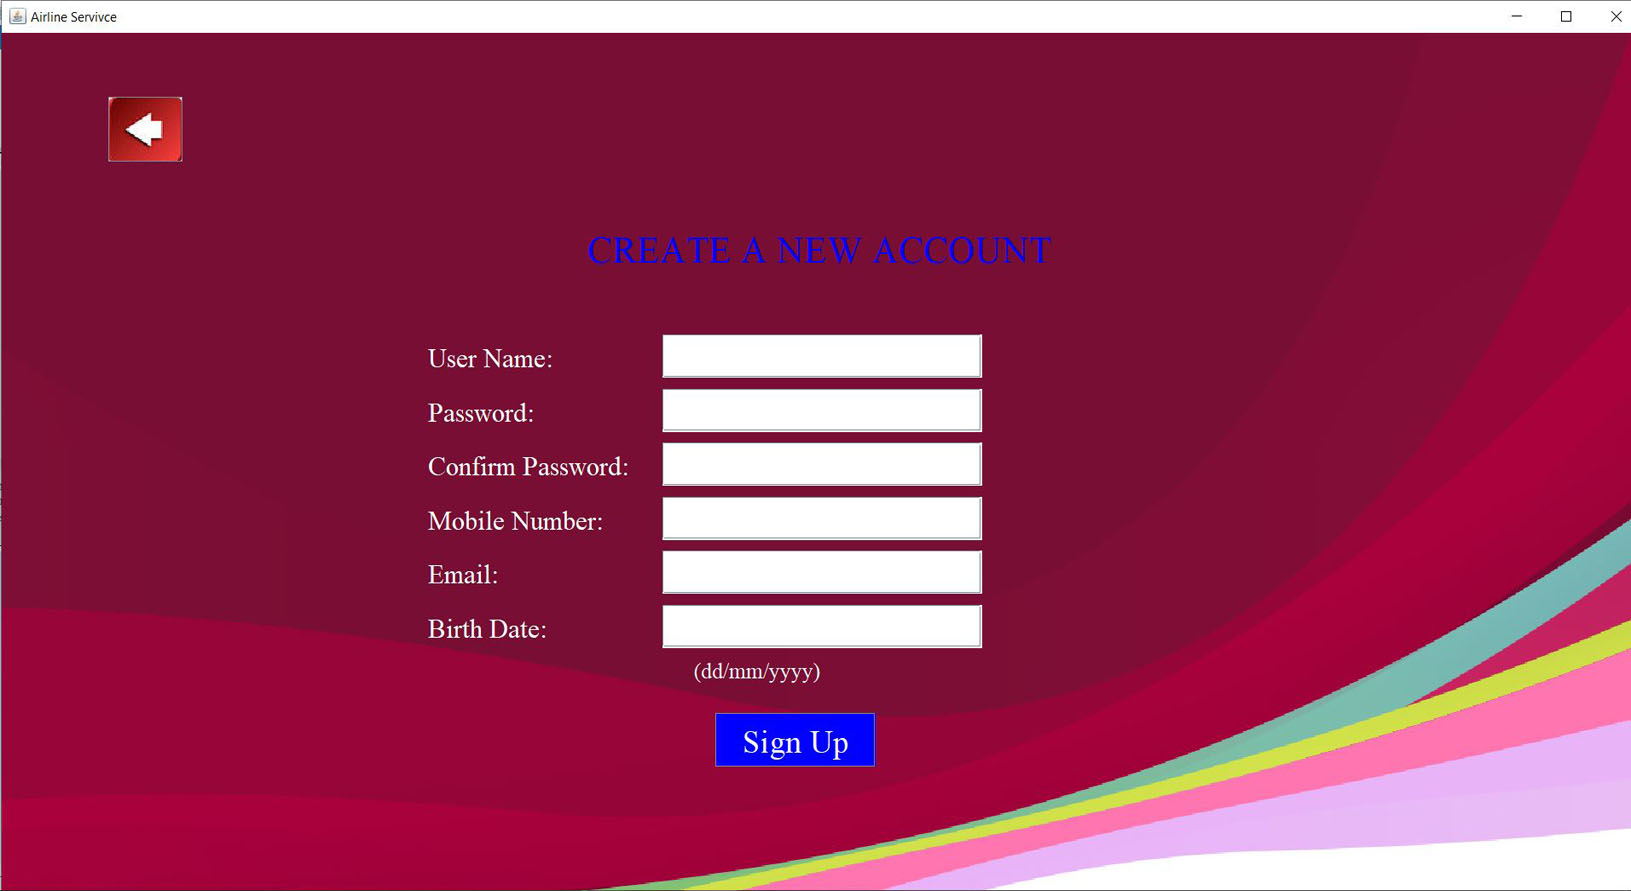 Airline Servivce
CREATE A NEW ACCOUNT
User Name:
Password:
Confirm Password:
Mobile Number:
Email:
Birth Date:
(dd/mm/yyyy)
Sign Up